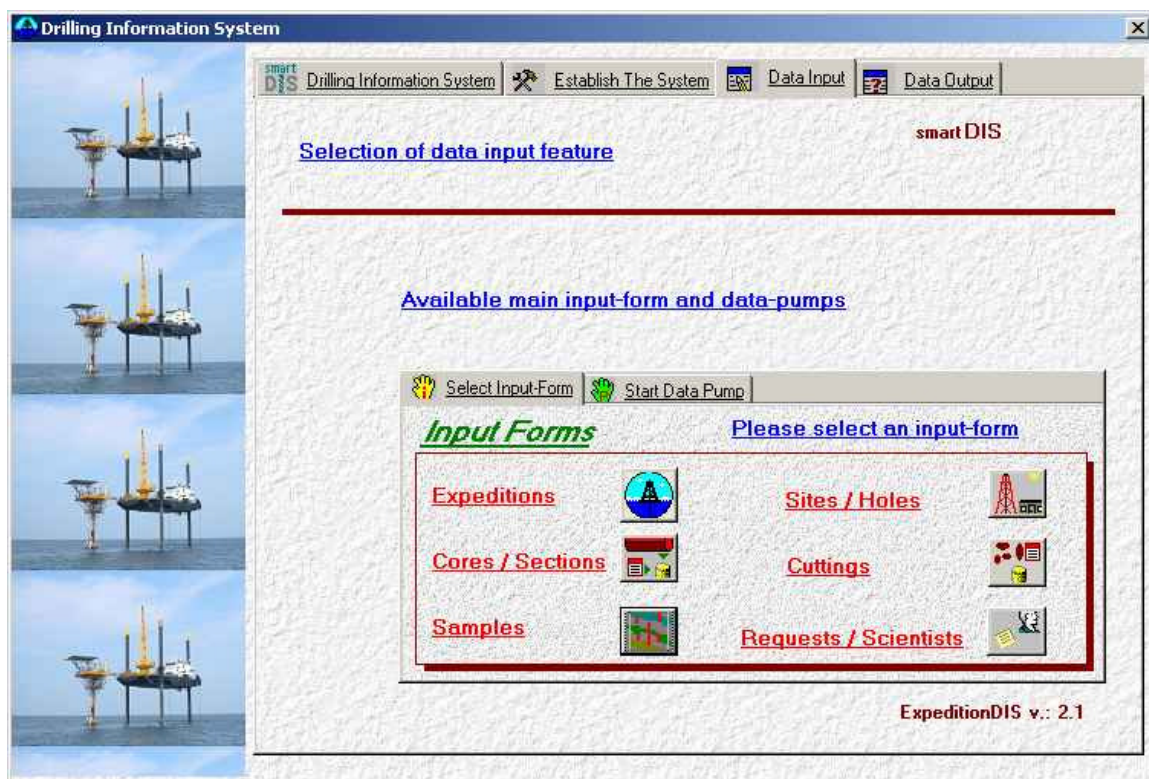 Drilling Information System
smart DIS Drilling Information System Establish The System Data Input Data Output
smart DIS
Selection of data input feature
Available main input-form and data-pumps
Select Input-Form Start Data Pump
Input Forms Please select an input-form
Expeditions Sites / Holes
Cores / Sections Cuttings
Samples Requests / Scientists
ExpeditionDIS v.: 2.1